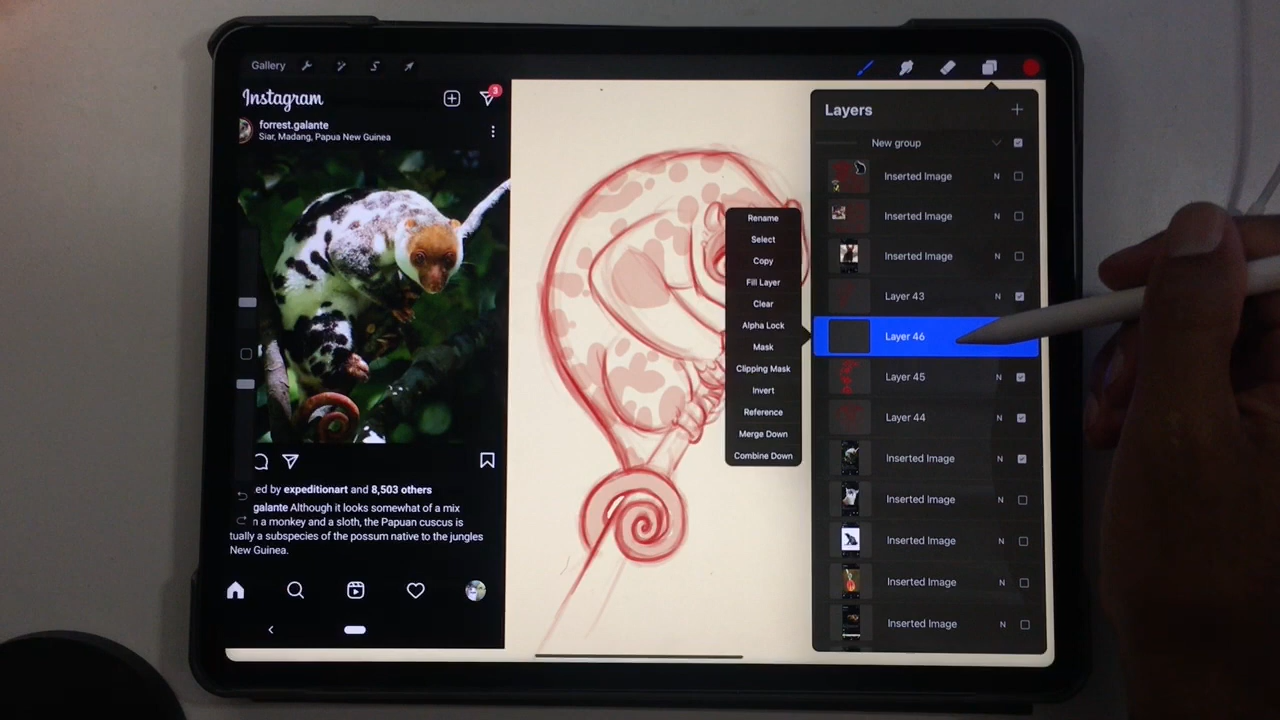 Gallery
Instagram
3
forrest.galante
Siar, Madang, Papua New Guinea
ed by expeditionart and 8,503 others
galante Although it looks somewhat of a mix
n a monkey and a sloth, the Papuan cuscus is
tually a subspecies of the possum native to the jungles
New Guinea.
Rename
Select
Copy
Fill Layer
Clear
Alpha Lock
Mask
Clipping Mask
Invert
Reference
Merge Down
Combine Down
Layers
New group
Inserted Image N
Inserted Image N
Inserted Image N
Layer 43 N
Layer 46
Layer 45 N
Layer 44 N
Inserted Image N
Inserted Image N
Inserted Image N
Inserted Image N
Inserted Image N